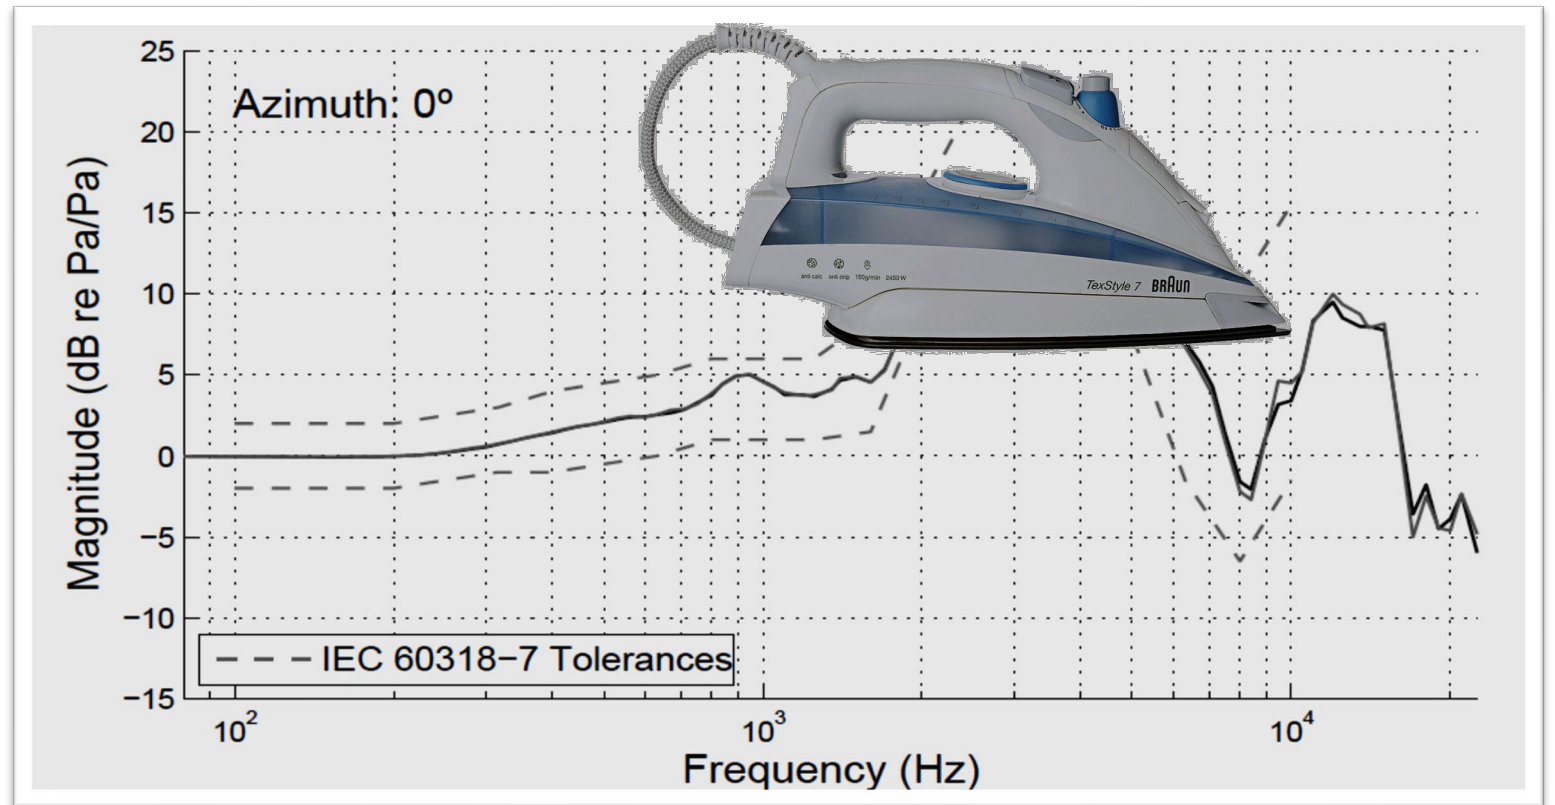 25
Azimuth: 0º
20
15
10
5
0
−5
−10
−15
Magnitude (dB re Pa/Pa)
anti calc anti drip 150g/min 2400 W
TexStyle 7 BRAUN
IEC 60318−7 Tolerances
10² 10³ 10⁴
Frequency (Hz)